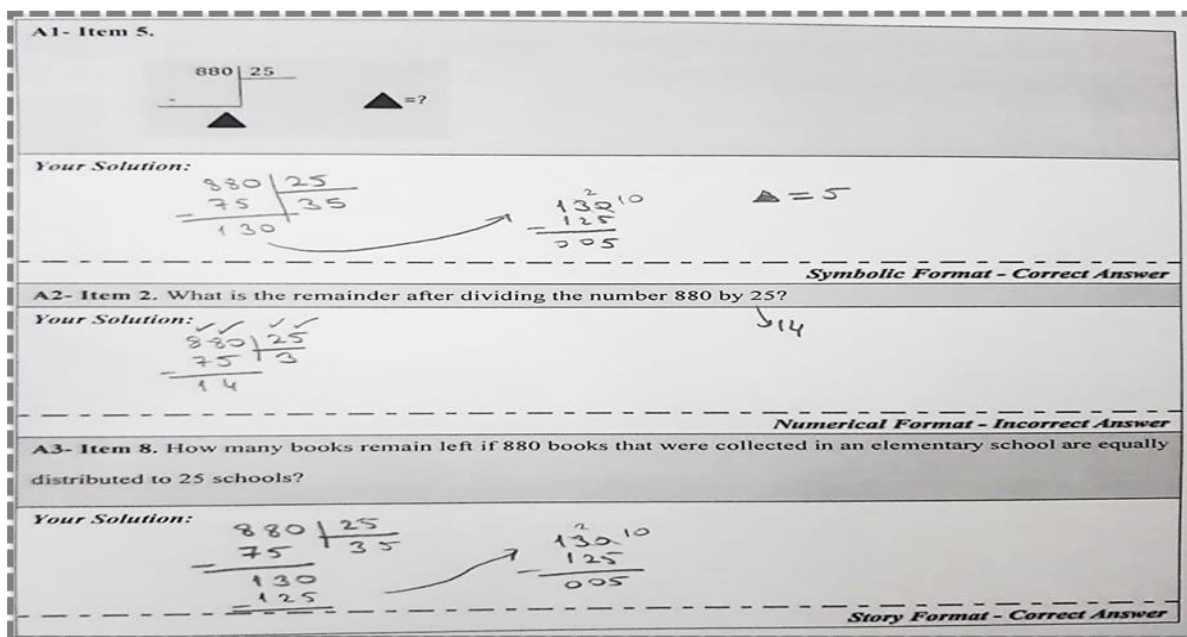 A1- Item 5.
880 25
-
▲=?
▲
Your Solution:
880 25
- 75 35
130
2
130 10
- 125
005
▲ = 5
Symbolic Format - Correct Answer
A2- Item 2. What is the remainder after dividing the number 880 by 25?
14
Your Solution:
✓ ✓ ✓ ✓
880 25
- 75 3
14
Numerical Format - Incorrect Answer
A3- Item 8. How many books remain left if 880 books that were collected in an elementary school are equally
distributed to 25 schools?
Your Solution:
880 25
- 75 35
130
- 125
2
130 10
- 125
005
Story Format - Correct Answer